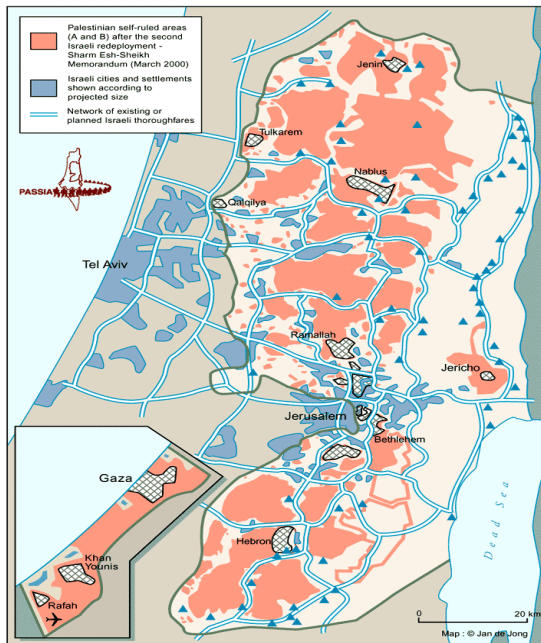 Palestinian self-ruled areas
(A and B) after the second
Israeli redeployment -
Sharm Esh-Sheikh
Memorandum (March 2000)
Israeli cities and settlements
shown according to
projected size
Network of existing or
planned Israeli thoroughfares
PASSIA
Jenin
Tulkarem
Nablus
Qalqilya
Tel Aviv
Ramallah
Jericho
Jerusalem
Bethlehem
Gaza
Dead Sea
Hebron
Khan
Younis
Rafah
0 20 km
Map : © Jan de Jong